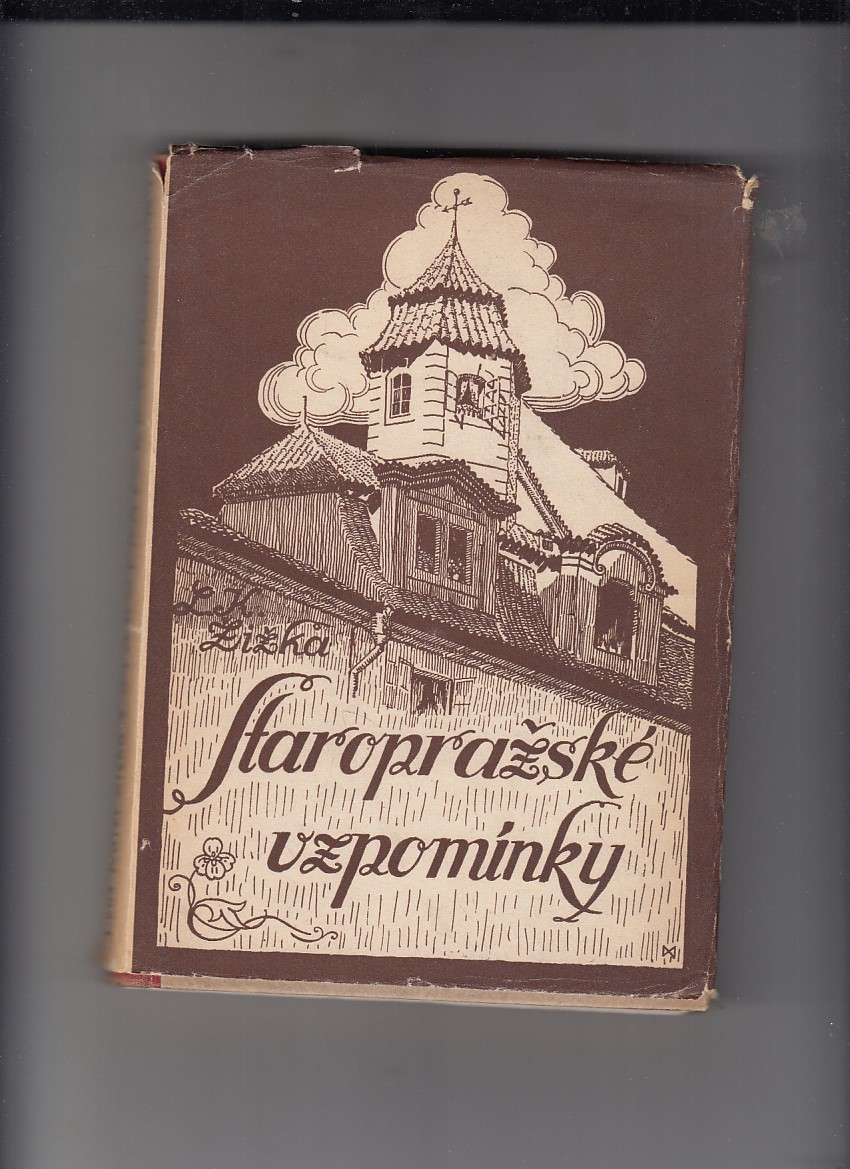 L. K.
Žižka
Staropražské
vzpomínky